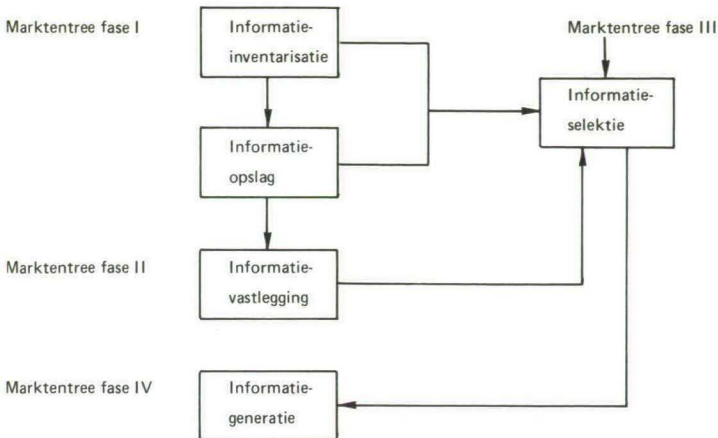 Marktentree fase I
Informatie-
inventarisatie
Marktentree fase III
Informatie-
selektie
Informatie-
opslag
Marktentree fase II
Informatie-
vastlegging
Marktentree fase IV
Informatie-
generatie